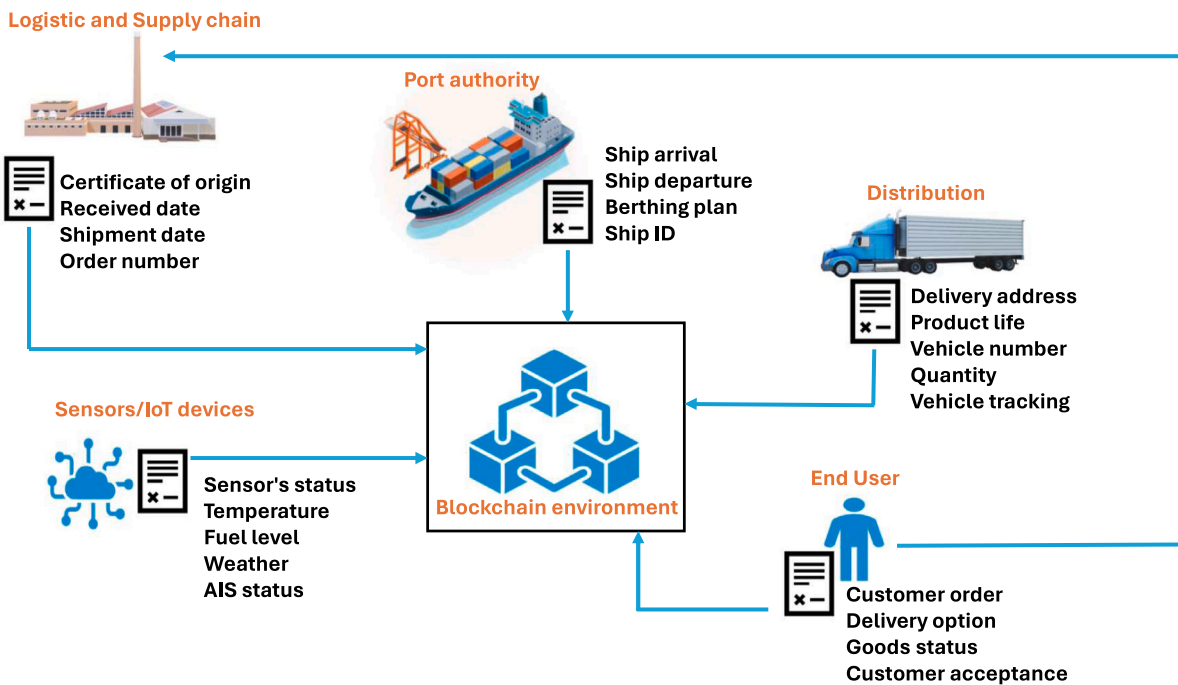 Logistic and Supply chain
Certificate of origin
Received date
Shipment date
Order number
Port authority
Ship arrival
Ship departure
Berthing plan
Ship ID
Distribution
Delivery address
Product life
Vehicle number
Quantity
Vehicle tracking
Sensors/IoT devices
Sensor's status
Temperature
Fuel level
Weather
AIS status
Blockchain environment
End User
Customer order
Delivery option
Goods status
Customer acceptance